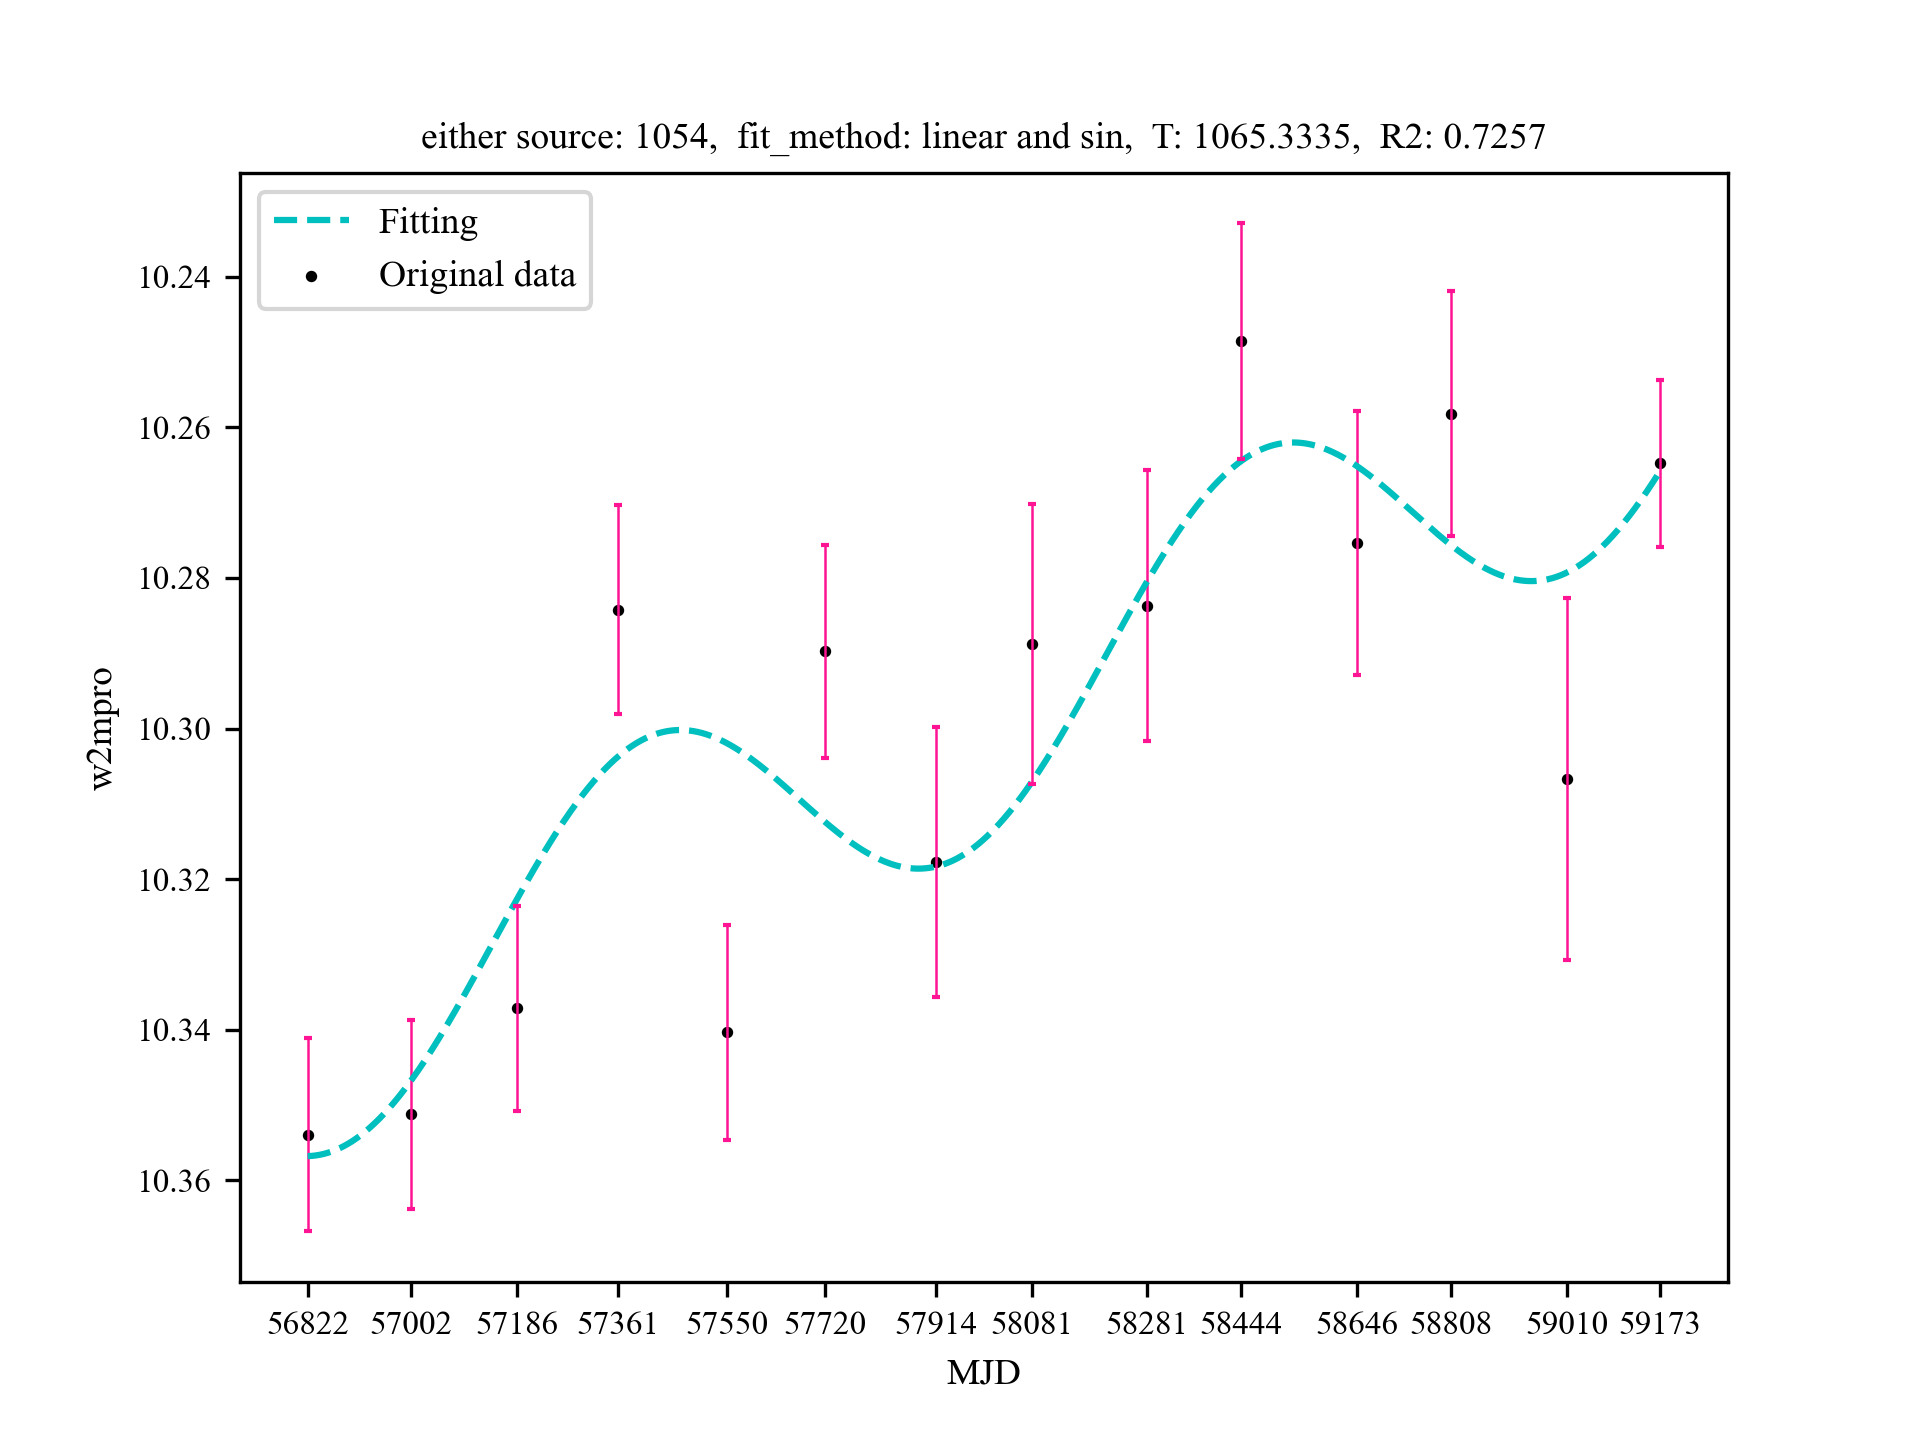 either source: 1054,  fit_method: linear and sin,  T: 1065.3335,  R2: 0.7257
Fitting
Original data
10.24
10.26
10.28
10.30
10.32
10.34
10.36
w2mpro
56822 57002 57186 57361 57550 57720 57914 58081 58281 58444 58646 58808 59010 59173
MJD